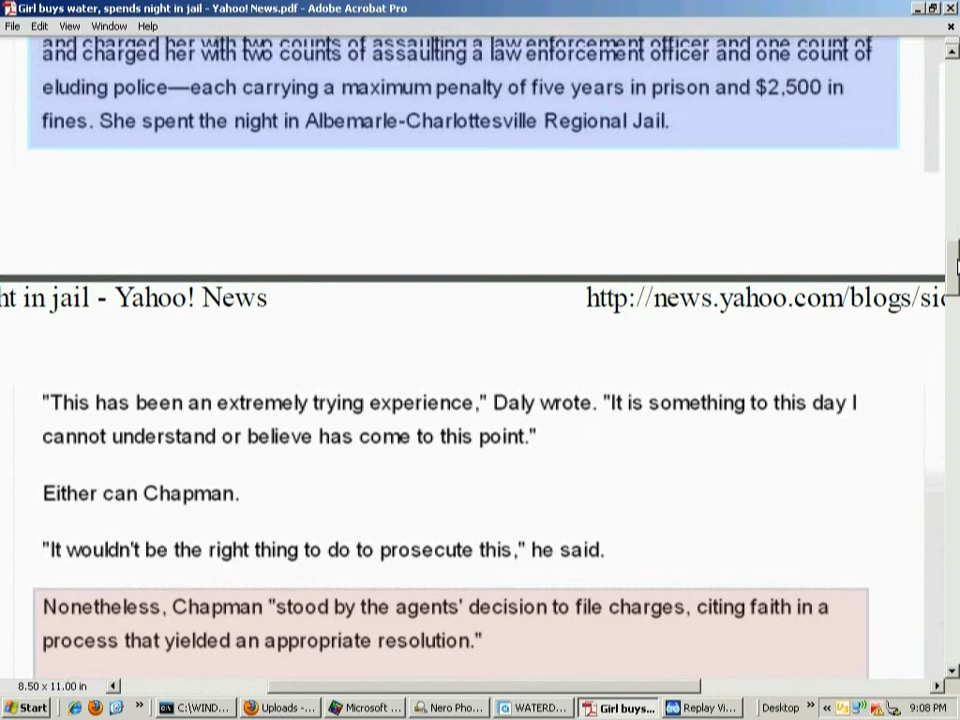 Girl buys water, spends night in jail - Yahoo! News.pdf - Adobe Acrobat Pro
File Edit View Window Help
and charged her with two counts of assaulting a law enforcement officer and one count of
eluding police—each carrying a maximum penalty of five years in prison and $2,500 in
fines. She spent the night in Albemarle-Charlottesville Regional Jail.
ht in jail - Yahoo! News http://news.yahoo.com/blogs/sid
"This has been an extremely trying experience," Daly wrote. "It is something to this day I
cannot understand or believe has come to this point."
Either can Chapman.
"It wouldn't be the right thing to do to prosecute this," he said.
Nonetheless, Chapman "stood by the agents' decision to file charges, citing faith in a
process that yielded an appropriate resolution."
8.50 x 11.00 in
Start » C:\WIND... Uploads -... Microsoft ... Nero Pho... WATERD... Girl buys... Replay Vi... Desktop » « 9:08 PM